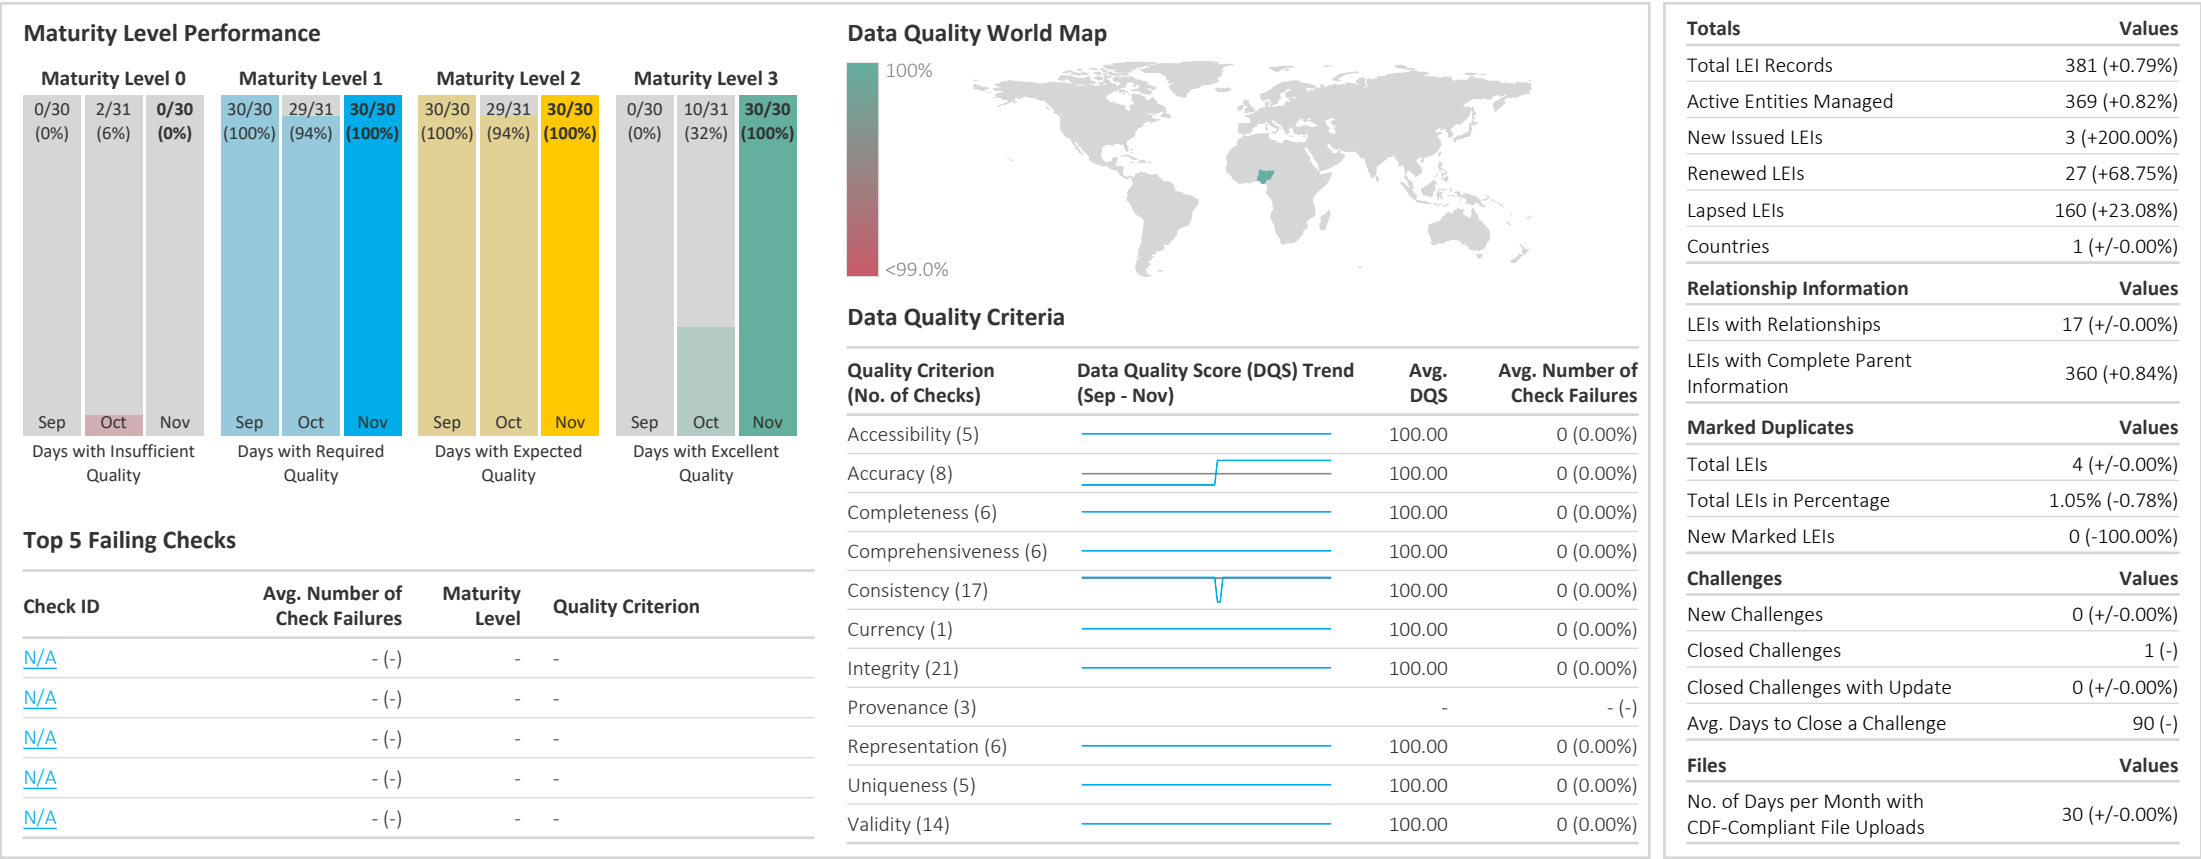 Maturity Level Performance
Maturity Level 0
Maturity Level 1
Maturity Level 2
Maturity Level 3
0/30 2/31 0/30
(0%) (6%) (0%)
30/30 29/31 30/30
(100%) (94%) (100%)
30/30 29/31 30/30
(100%) (94%) (100%)
0/30 10/31 30/30
(0%) (32%) (100%)
Sep Oct Nov
Sep Oct Nov
Sep Oct Nov
Sep Oct Nov
Days with Insufficient
Quality
Days with Required
Quality
Days with Expected
Quality
Days with Excellent
Quality
Top 5 Failing Checks
Check ID
Avg. Number of
Check Failures
Maturity
Level
Quality Criterion
N/A - (-) - -
N/A - (-) - -
N/A - (-) - -
N/A - (-) - -
N/A - (-) - -
Data Quality World Map
100%
<99.0%
Data Quality Criteria
Quality Criterion
(No. of Checks)
Data Quality Score (DQS) Trend
(Sep - Nov)
Avg.
DQS
Avg. Number of
Check Failures
Accessibility (5) 100.00 0 (0.00%)
Accuracy (8) 100.00 0 (0.00%)
Completeness (6) 100.00 0 (0.00%)
Comprehensiveness (6) 100.00 0 (0.00%)
Consistency (17) 100.00 0 (0.00%)
Currency (1) 100.00 0 (0.00%)
Integrity (21) 100.00 0 (0.00%)
Provenance (3) - - (-)
Representation (6) 100.00 0 (0.00%)
Uniqueness (5) 100.00 0 (0.00%)
Validity (14) 100.00 0 (0.00%)
Totals Values
Total LEI Records 381 (+0.79%)
Active Entities Managed 369 (+0.82%)
New Issued LEIs 3 (+200.00%)
Renewed LEIs 27 (+68.75%)
Lapsed LEIs 160 (+23.08%)
Countries 1 (+/-0.00%)
Relationship Information Values
LEIs with Relationships 17 (+/-0.00%)
LEIs with Complete Parent
Information 360 (+0.84%)
Marked Duplicates Values
Total LEIs 4 (+/-0.00%)
Total LEIs in Percentage 1.05% (-0.78%)
New Marked LEIs 0 (-100.00%)
Challenges Values
New Challenges 0 (+/-0.00%)
Closed Challenges 1 (-)
Closed Challenges with Update 0 (+/-0.00%)
Avg. Days to Close a Challenge 90 (-)
Files Values
No. of Days per Month with
CDF-Compliant File Uploads 30 (+/-0.00%)